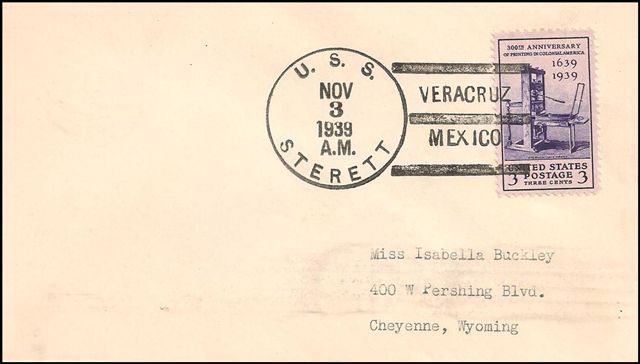 U. S. S.
NOV
3
1939
A.M.
STERETT
VERACRUZ
MEXICO
300TH ANNIVERSARY
OF PRINTING IN COLONIAL AMERICA
1639
1939
UNITED STATES
3 POSTAGE 3
THREE CENTS
Miss Isabella Buckley
400 W Pershing Blvd.
Cheyenne, Wyoming